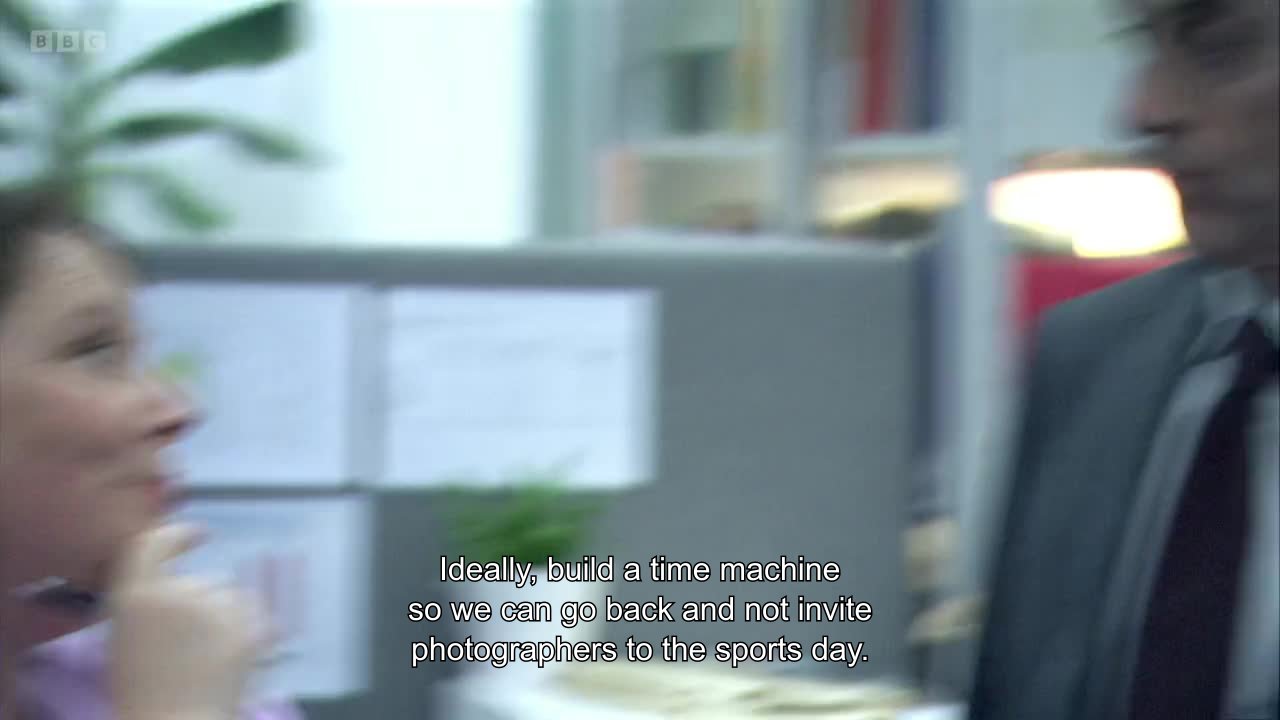 BBC
Ideally, build a time machine
so we can go back and not invite
photographers to the sports day.